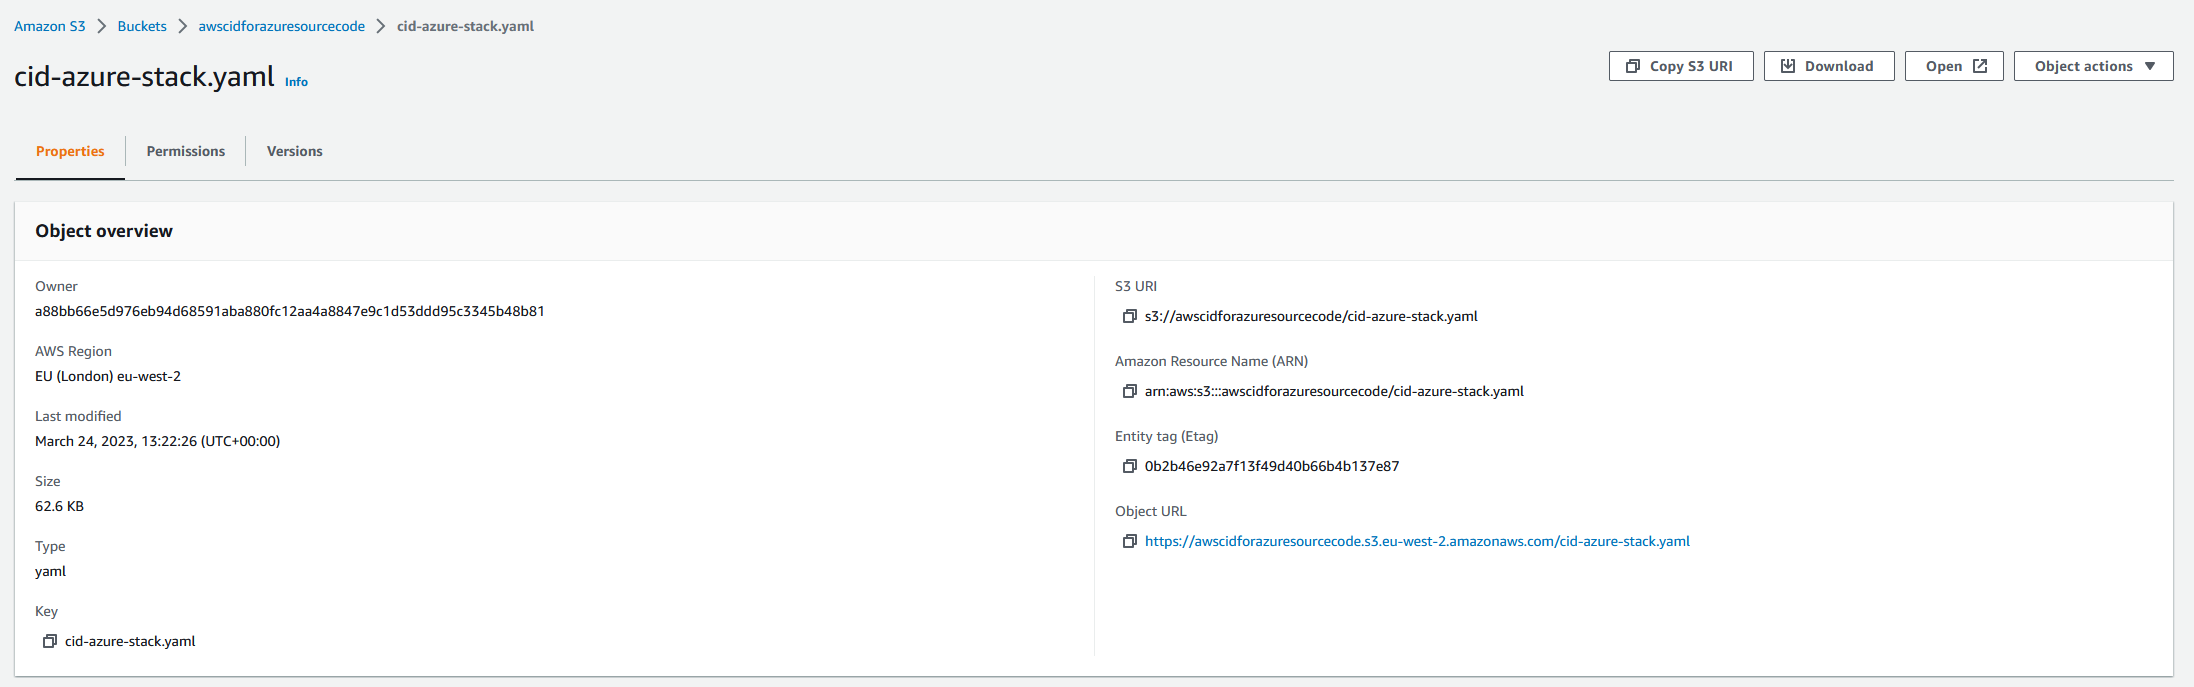 Amazon S3 > Buckets > awscidforazuresourcecode > cid-azure-stack.yaml
cid-azure-stack.yaml Info
Copy S3 URI Download Open Object actions
Properties Permissions Versions
Object overview
Owner
a88bb66e5d976eb94d68591aba880fc12aa4a8847e9c1d53ddd95c3345b48b81
AWS Region
EU (London) eu-west-2
Last modified
March 24, 2023, 13:22:26 (UTC+00:00)
Size
62.6 KB
Type
yaml
Key
cid-azure-stack.yaml
S3 URI
s3://awscidforazuresourcecode/cid-azure-stack.yaml
Amazon Resource Name (ARN)
arn:aws:s3:::awscidforazuresourcecode/cid-azure-stack.yaml
Entity tag (Etag)
0b2b46e92a7f13f49d40b66b4b137e87
Object URL
https://awscidforazuresourcecode.s3.eu-west-2.amazonaws.com/cid-azure-stack.yaml